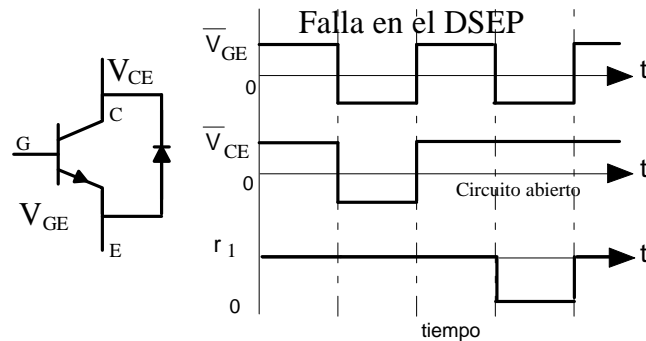 Falla en el DSEP
V̅GE
0
t
VCE
C
G
VGE
E
V̅CE
0
t
Circuito abierto
r 1
t
0
tiempo